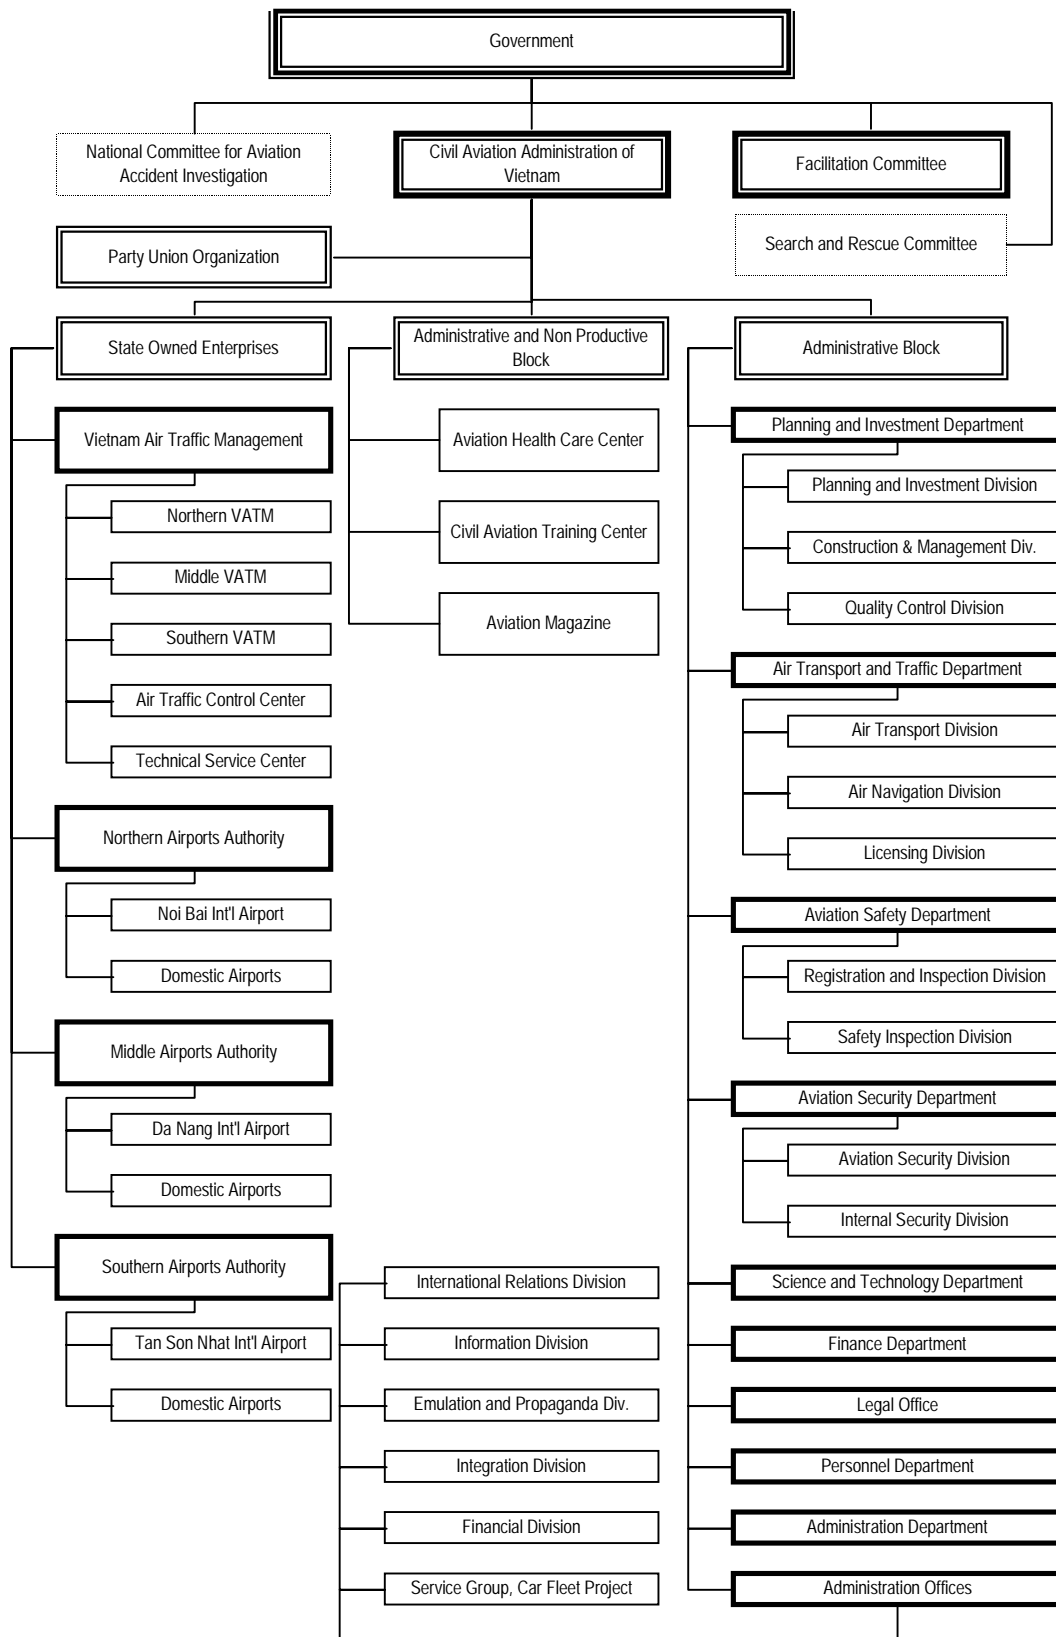 Government
National Committee for Aviation
Accident Investigation
Civil Aviation Administration of
Vietnam
Facilitation Committee
Search and Rescue Committee
Party Union Organization
State Owned Enterprises
Administrative and Non Productive
Block
Administrative Block
Vietnam Air Traffic Management
Northern VATM
Middle VATM
Southern VATM
Air Traffic Control Center
Technical Service Center
Northern Airports Authority
Noi Bai Int'l Airport
Domestic Airports
Middle Airports Authority
Da Nang Int'l Airport
Domestic Airports
Southern Airports Authority
Tan Son Nhat Int'l Airport
Domestic Airports
Aviation Health Care Center
Civil Aviation Training Center
Aviation Magazine
International Relations Division
Information Division
Emulation and Propaganda Div.
Integration Division
Financial Division
Service Group, Car Fleet Project
Planning and Investment Department
Planning and Investment Division
Construction & Management Div.
Quality Control Division
Air Transport and Traffic Department
Air Transport Division
Air Navigation Division
Licensing Division
Aviation Safety Department
Registration and Inspection Division
Safety Inspection Division
Aviation Security Department
Aviation Security Division
Internal Security Division
Science and Technology Department
Finance Department
Legal Office
Personnel Department
Administration Department
Administration Offices